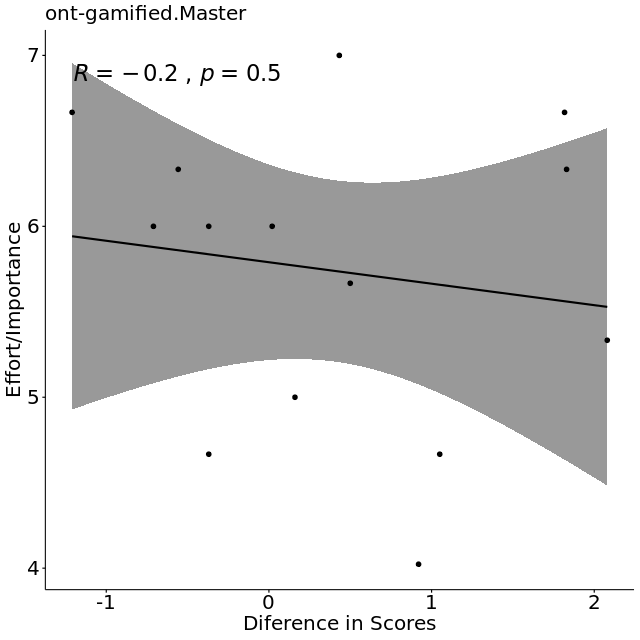 ont-gamified.Master
R = −0.2 , p = 0.5
7
6
5
4
Effort/Importance
-1 0 1 2
Diference in Scores